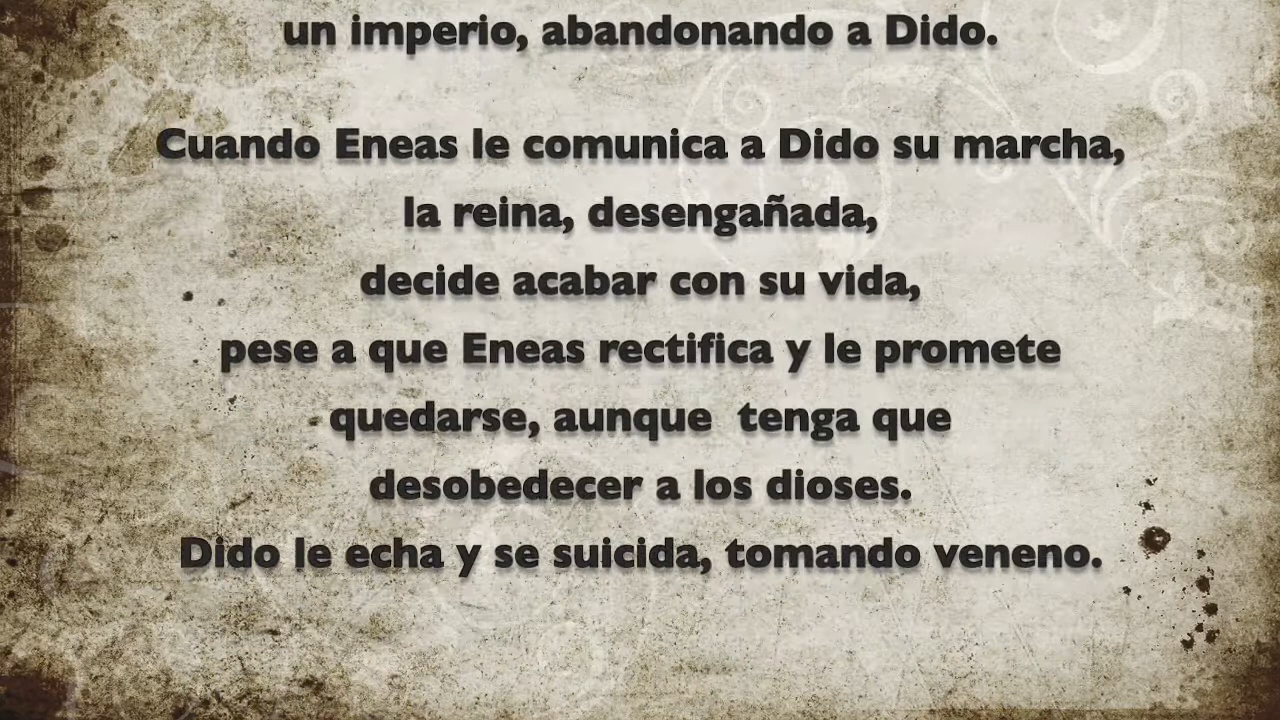 un imperio, abandonando a Dido.
Cuando Eneas le comunica a Dido su marcha,
la reina, desengañada,
decide acabar con su vida,
pese a que Eneas rectifica y le promete
quedarse, aunque  tenga que
desobedecer a los dioses.
Dido le echa y se suicida, tomando veneno.